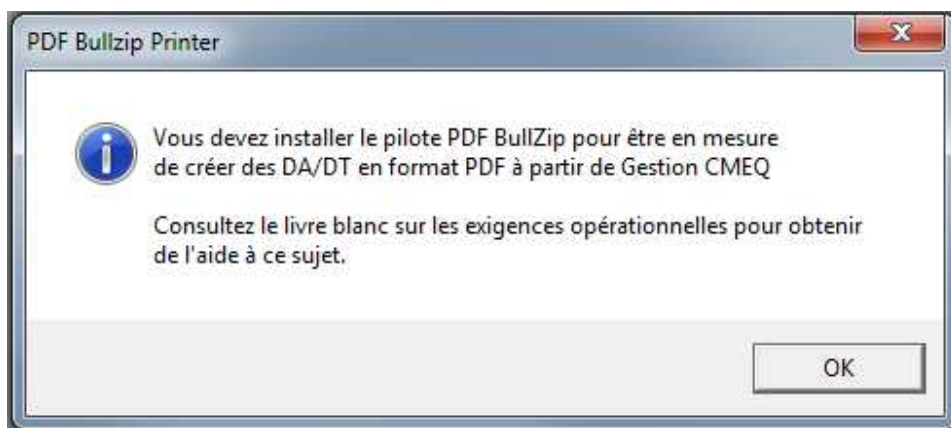 PDF Bullzip Printer
Vous devez installer le pilote PDF BullZip pour être en mesure
de créer des DA/DT en format PDF à partir de Gestion CMEQ
Consultez le livre blanc sur les exigences opérationnelles pour obtenir
de l'aide à ce sujet.
OK